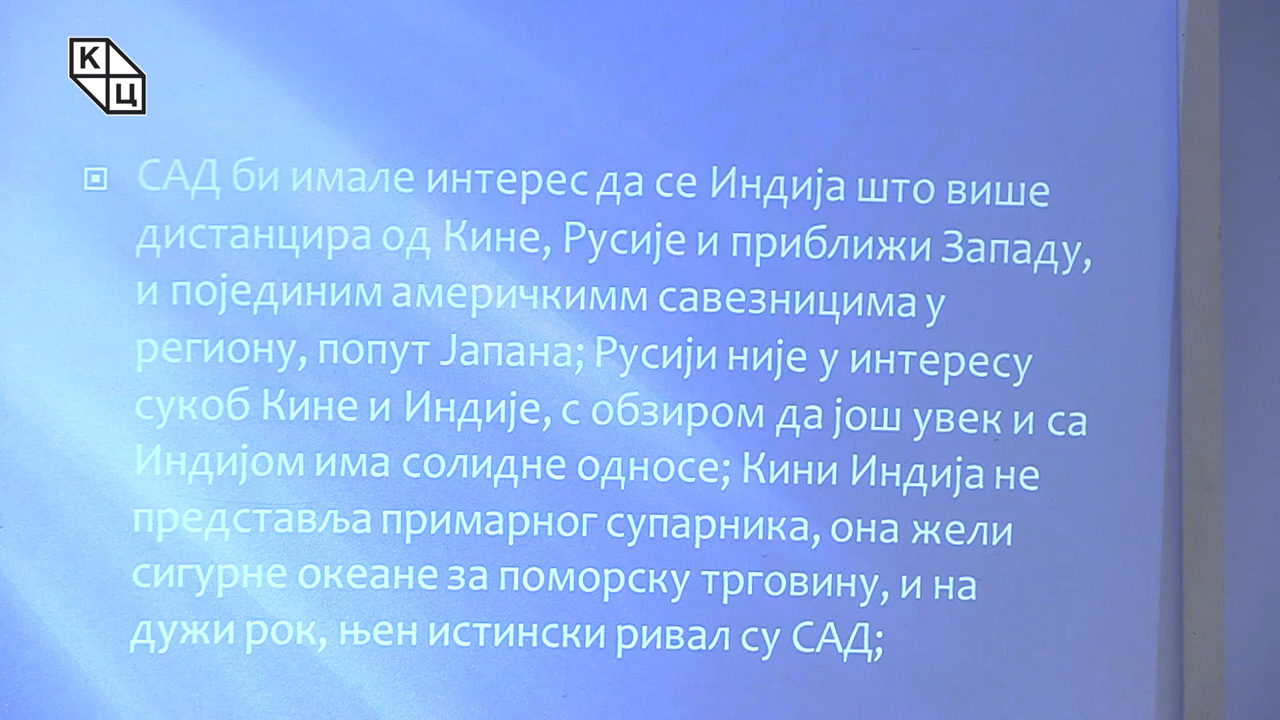 К
Ц
САД би имале интерес да се Индија што више
дистанцира од Кине, Русије и приближи Западу,
и појединим америчкимм савезницима у
региону, попут Јапана; Русији није у интересу
сукоб Кине и Индије, с обзиром да још увек и са
Индијом има солидне односе; Кини Индија не
представља примарног супарника, она жели
сигурне океане за поморску трговину, и на
дужи рок, њен истински ривал су САД;